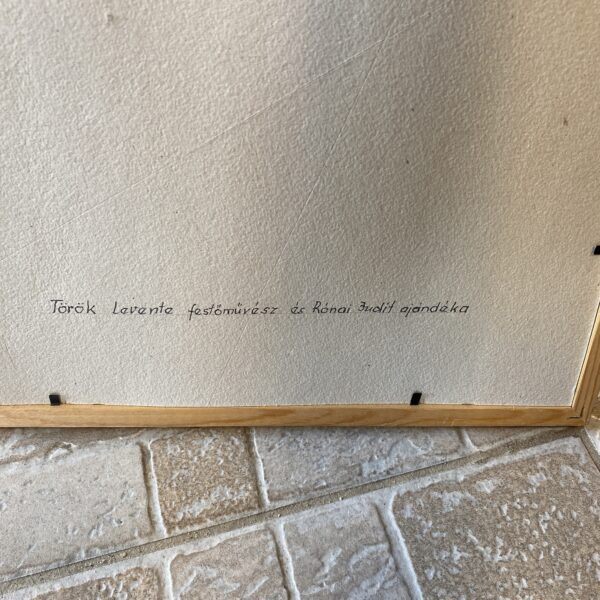 Török Levente festőművész és Rónai Judit ajándéka